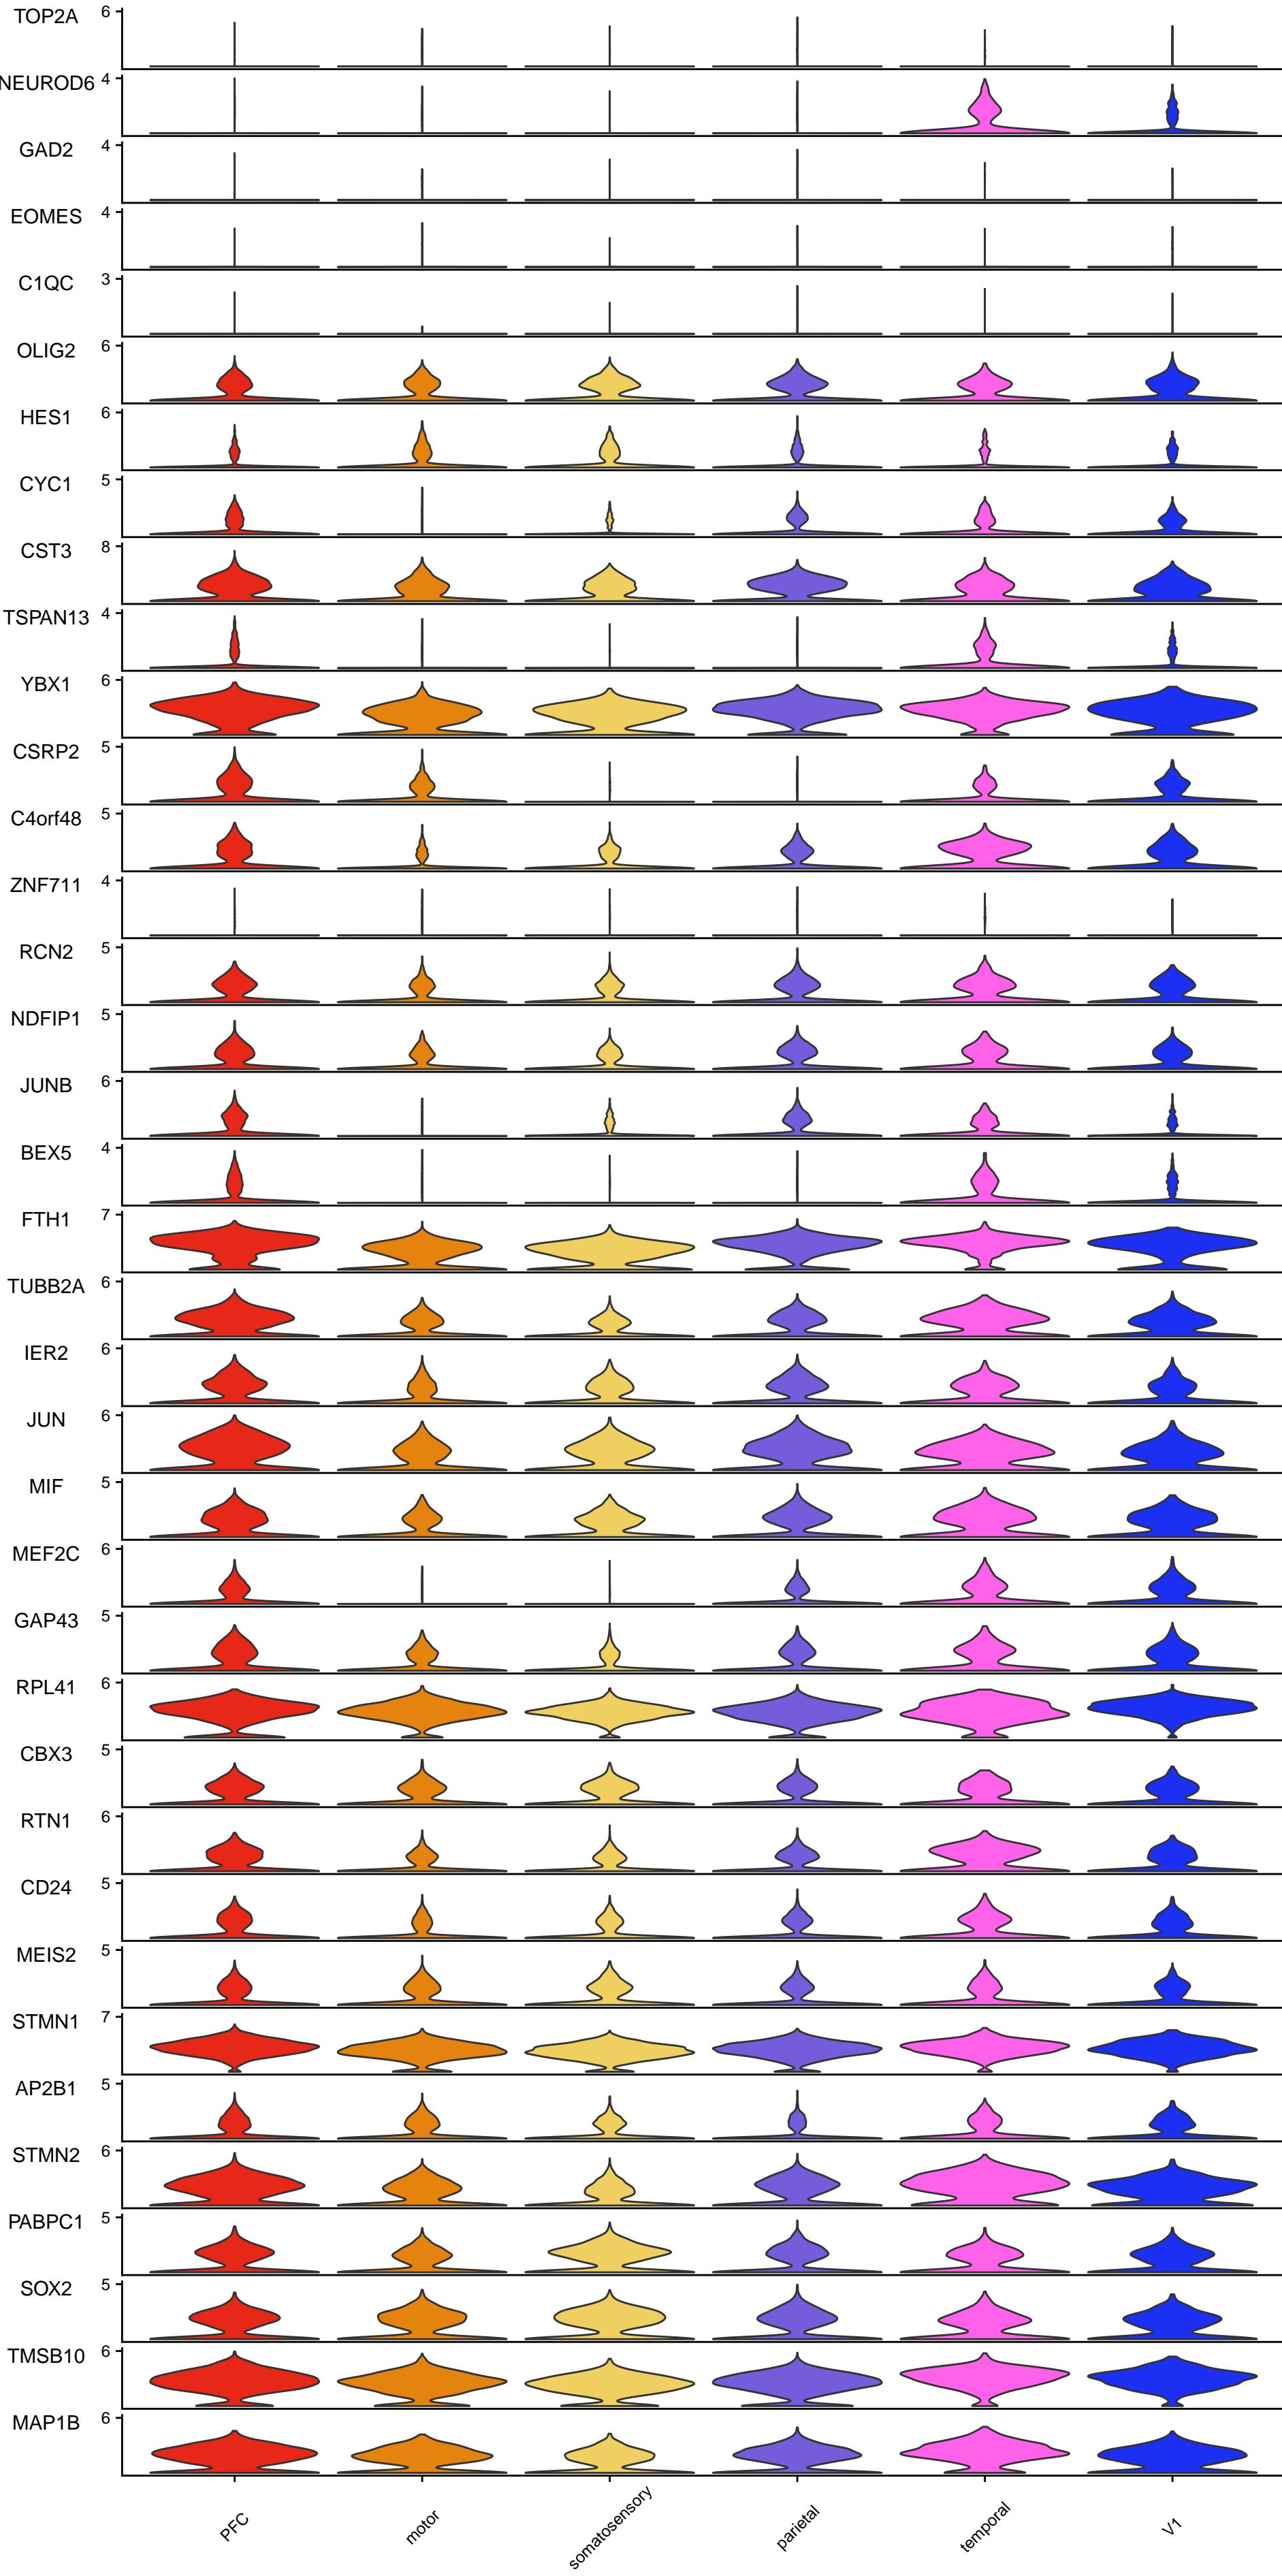 TOP2A 6
NEUROD6 4
GAD2 4
EOMES 4
C1QC 3
OLIG2 6
HES1 6
CYC1 5
CST3 8
TSPAN13 4
YBX1 6
CSRP2 5
C4orf48 5
ZNF711 4
RCN2 5
NDFIP1 5
JUNB 6
BEX5 4
FTH1 7
TUBB2A 6
IER2 6
JUN 6
MIF 5
MEF2C 6
GAP43 5
RPL41 6
CBX3 5
RTN1 6
CD24 5
MEIS2 5
STMN1 7
AP2B1 5
STMN2 6
PABPC1 5
SOX2 5
TMSB10 6
MAP1B 6
PFC motor somatosensory parietal temporal V1